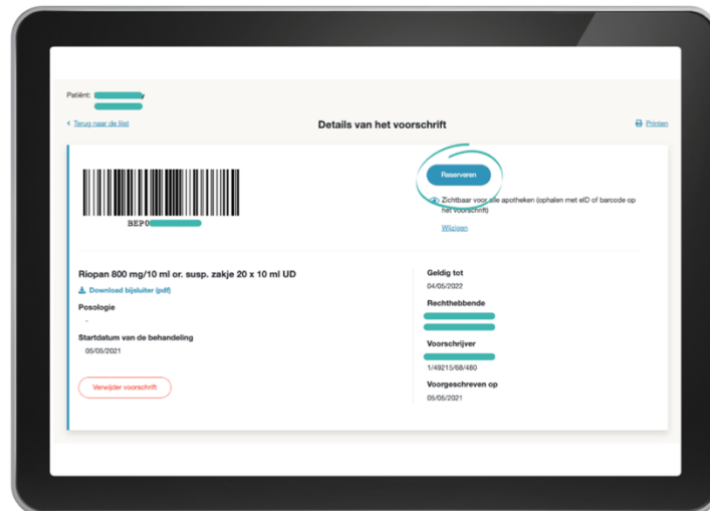 Patiënt:
Terug naar de lijst
Details van het voorschrift
Printen
BEP0
Reserveren
Zichtbaar voor alle apotheken (ophalen met eID of barcode op
het voorschrift)
Wijzigen
Riopan 800 mg/10 ml or. susp. zakje 20 x 10 ml UD
Download bijsluiter (pdf)
Posologie
-
Startdatum van de behandeling
05/05/2021
Verwijder voorschrift
Geldig tot
04/05/2022
Rechthebbende
Voorschrijver
1/49215/68/460
Voorgeschreven op
05/05/2021